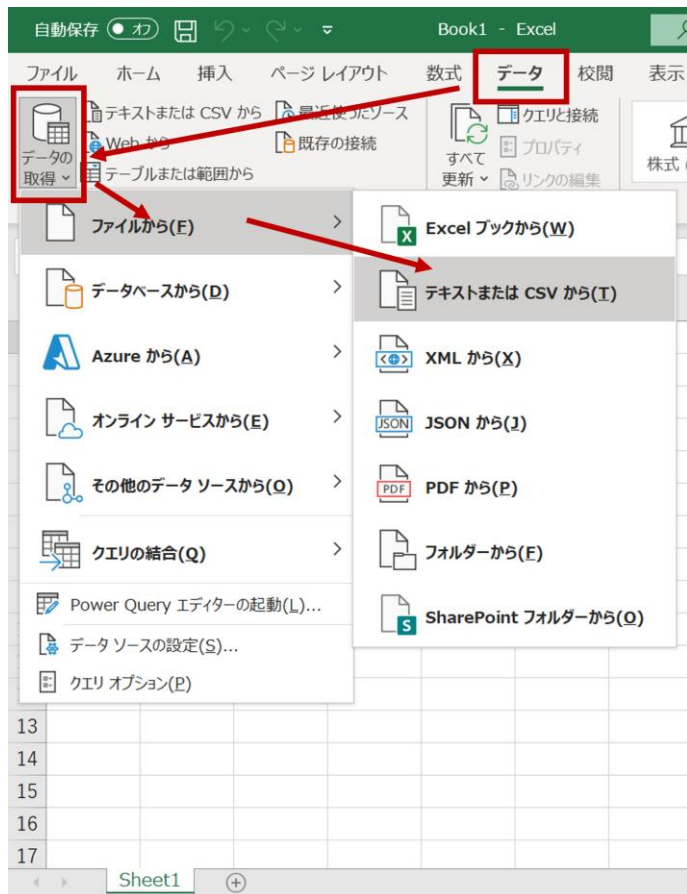 自動保存 オフ Book1 - Excel
ファイル ホーム 挿入 ページ レイアウト 数式 データ 校閲 表示
データの取得
テキストまたは CSV から
Web から
テーブルまたは範囲から
最近使ったソース
既存の接続
すべて
更新
クエリと接続
プロパティ
リンクの編集
株式 (
ファイルから(F)
データベースから(D)
Azure から(A)
オンライン サービスから(E)
その他のデータ ソースから(O)
クエリの結合(Q)
Power Query エディターの起動(L)...
データ ソースの設定(S)...
クエリ オプション(P)
Excel ブックから(W)
テキストまたは CSV から(T)
XML から(X)
JSON から(J)
PDF から(P)
フォルダーから(F)
SharePoint フォルダーから(O)
13
14
15
16
17
Sheet1